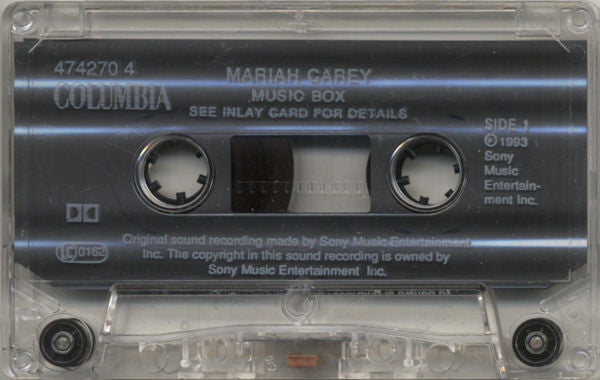 474270 4
COLUMBIA
MARIAH CAREY
MUSIC BOX
SEE INLAY CARD FOR DETAILS
SIDE 1
℗ 1993
Sony
Music
Entertain-
ment Inc.
LC 0162
Original sound recording made by Sony Music Entertainment
Inc. The copyright in this sound recording is owned by
Sony Music Entertainment Inc.